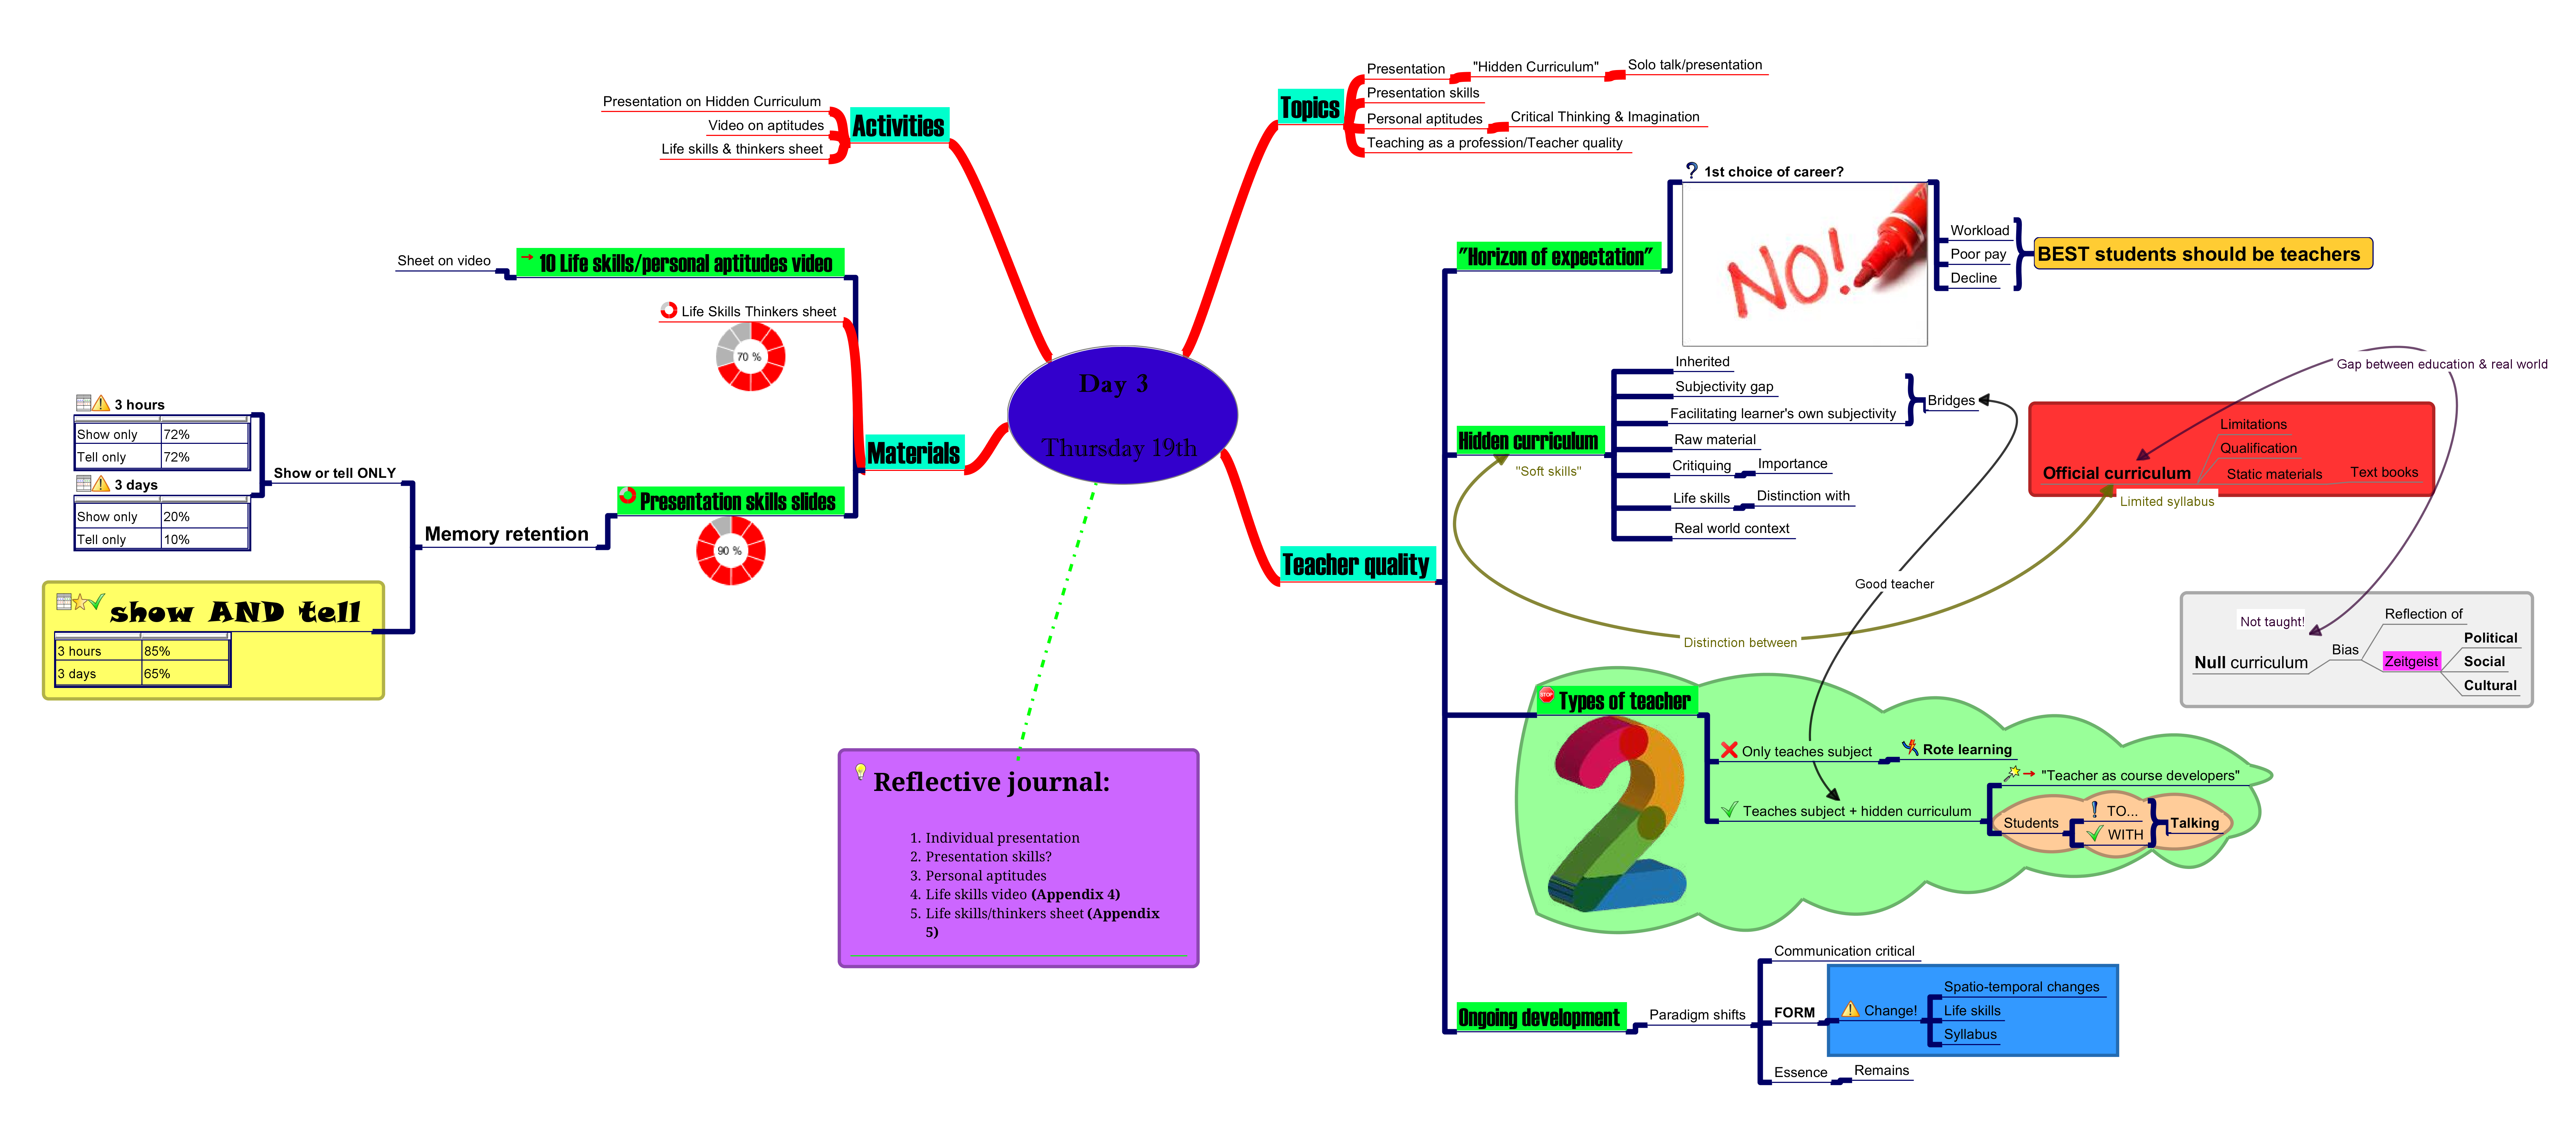 Day 3
Thursday 19th
Topics
Presentation
"Hidden Curriculum"
Solo talk/presentation
Presentation skills
Personal aptitudes
Critical Thinking & Imagination
Teaching as a profession/Teacher quality
Activities
Presentation on Hidden Curriculum
Video on aptitudes
Life skills & thinkers sheet
Materials
10 Life skills/personal aptitudes video
Sheet on video
Life Skills Thinkers sheet
70 %
Presentation skills slides
90 %
Memory retention
Show or tell ONLY
3 hours
Show only 72%
Tell only 72%
3 days
Show only 20%
Tell only 10%
show AND tell
3 hours 85%
3 days 65%
Reflective journal:
1. Individual presentation
2. Presentation skills?
3. Personal aptitudes
4. Life skills video (Appendix 4)
5. Life skills/thinkers sheet (Appendix
5)
Teacher quality
"Horizon of expectation"
? 1st choice of career?
NO!
Workload
Poor pay
Decline
BEST students should be teachers
Hidden curriculum
"Soft skills"
Inherited
Subjectivity gap
Facilitating learner's own subjectivity
Bridges
Raw material
Critiquing
Importance
Life skills
Distinction with
Real world context
Good teacher
Distinction between
Gap between education & real world
Official curriculum
Limitations
Qualification
Static materials
Text books
Limited syllabus
Not taught!
Null curriculum
Bias
Reflection of
Zeitgeist
Political
Social
Cultural
STOP
Types of teacher
2
Only teaches subject
Rote learning
Teaches subject + hidden curriculum
"Teacher as course developers"
Students
! TO...
WITH
Talking
Ongoing development
Paradigm shifts
Communication critical
FORM
Change!
Spatio-temporal changes
Life skills
Syllabus
Essence
Remains